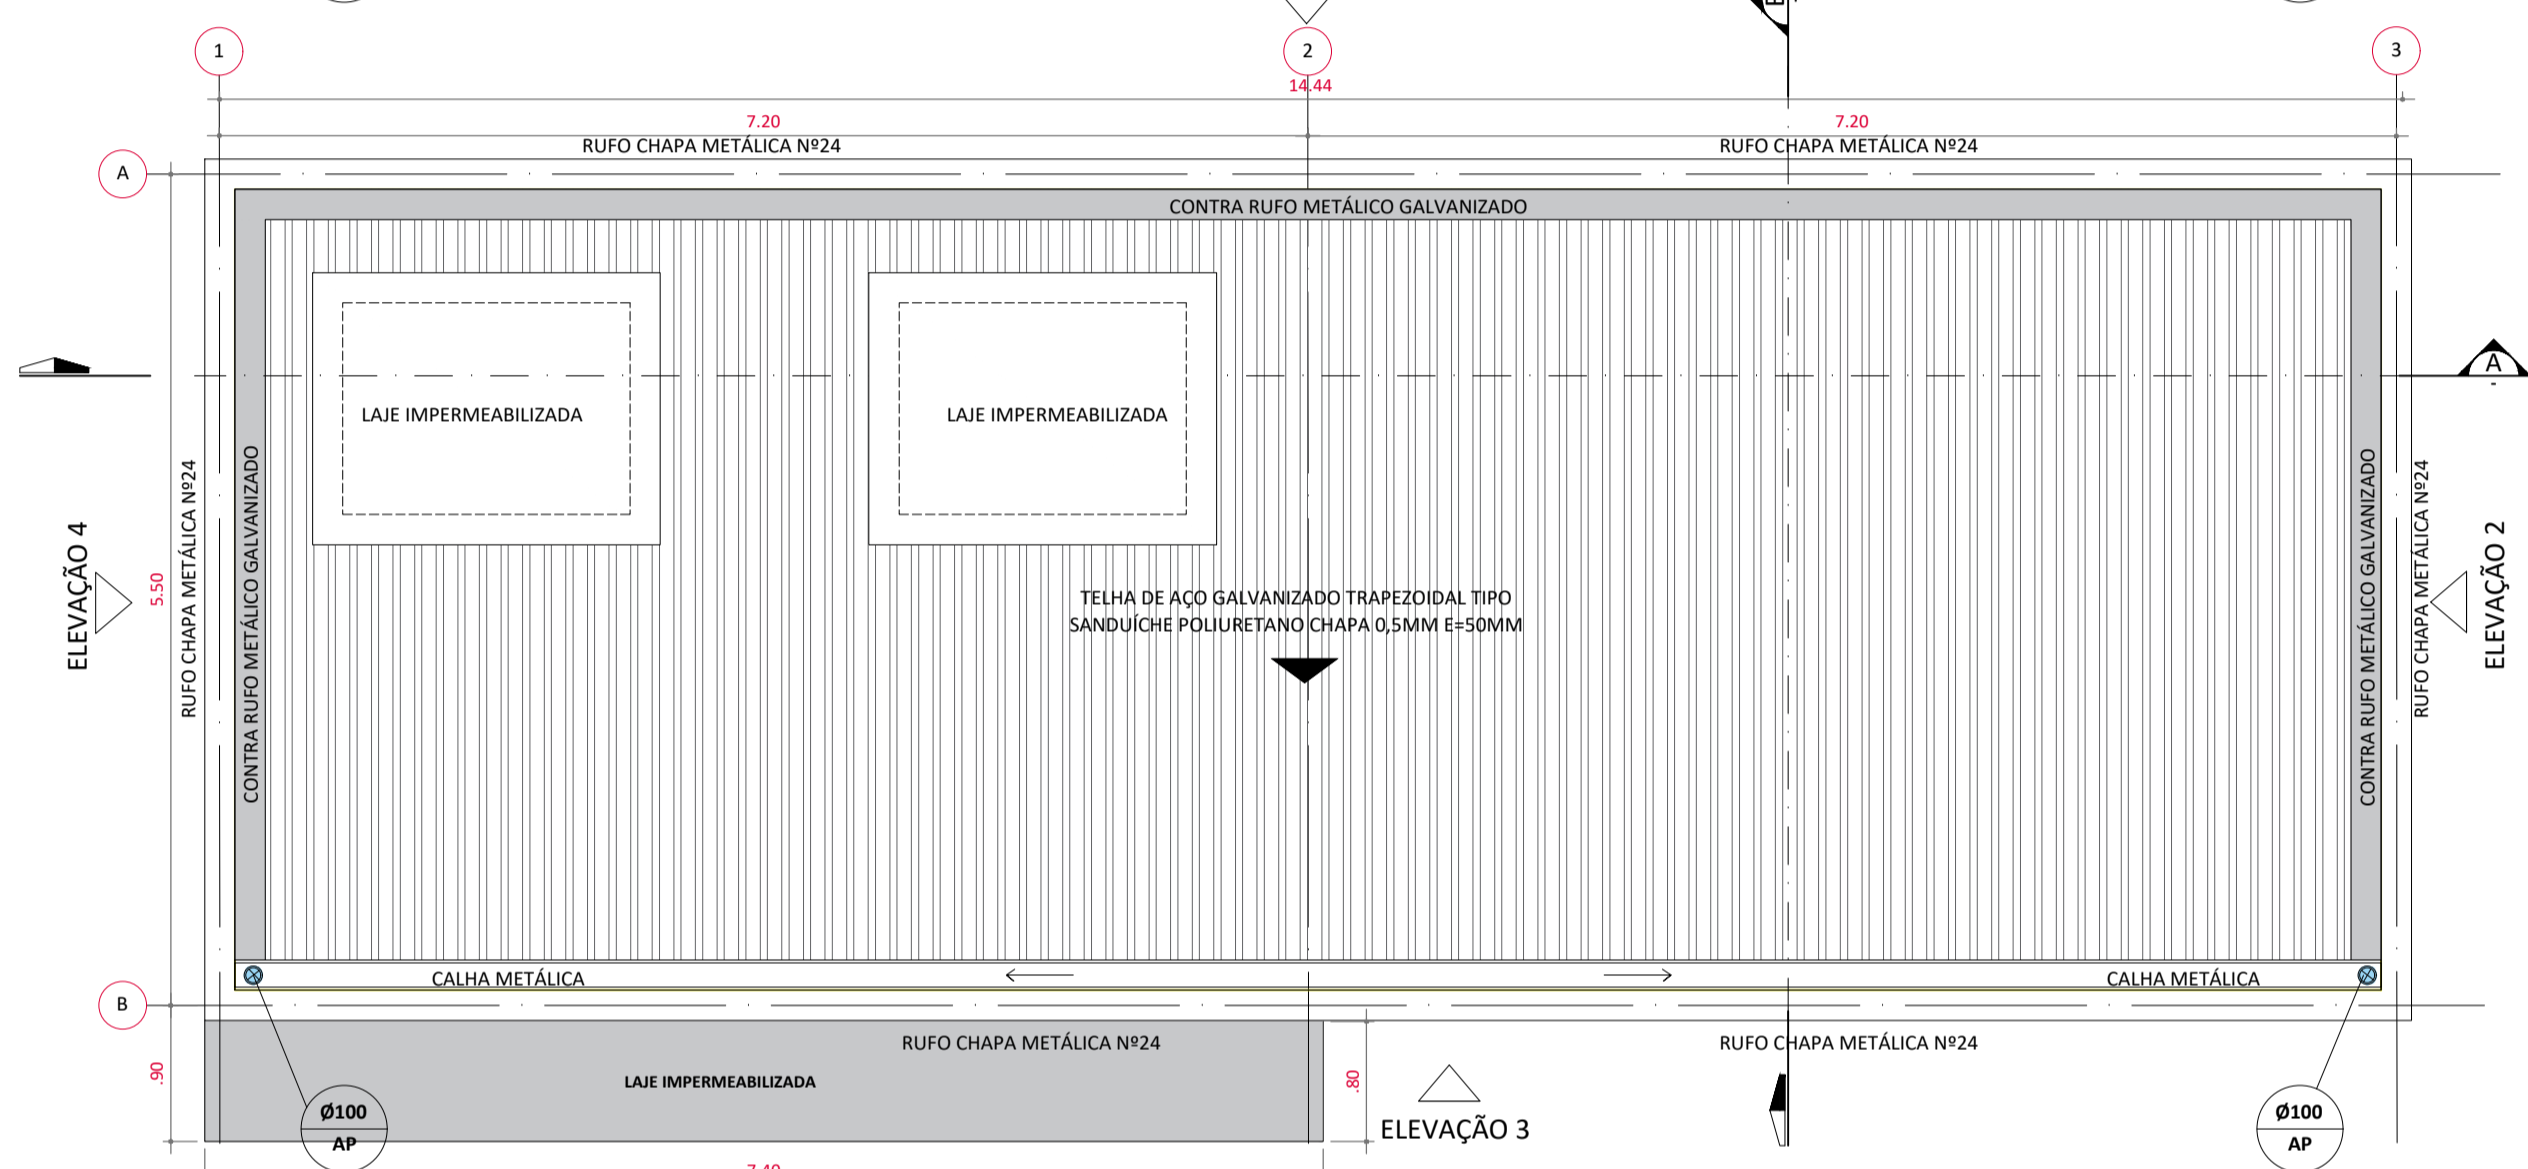 1
2
3
14.44
7.20
7.20
RUFO CHAPA METÁLICA Nº24
RUFO CHAPA METÁLICA Nº24
A
CONTRA RUFO METÁLICO GALVANIZADO
LAJE IMPERMEABILIZADA
LAJE IMPERMEABILIZADA
A
-
ELEVAÇÃO 4
5.50
RUFO CHAPA METÁLICA Nº24
CONTRA RUFO METÁLICO GALVANIZADO
TELHA DE AÇO GALVANIZADO TRAPEZOIDAL TIPO
SANDUÍCHE POLIURETANO CHAPA 0,5MM E=50MM
CONTRA RUFO METÁLICO GALVANIZADO
RUFO CHAPA METÁLICA Nº24
ELEVAÇÃO 2
CALHA METÁLICA
CALHA METÁLICA
B
RUFO CHAPA METÁLICA Nº24
RUFO CHAPA METÁLICA Nº24
.90
LAJE IMPERMEABILIZADA
.80
ELEVAÇÃO 3
Ø100
AP
Ø100
AP
7.40